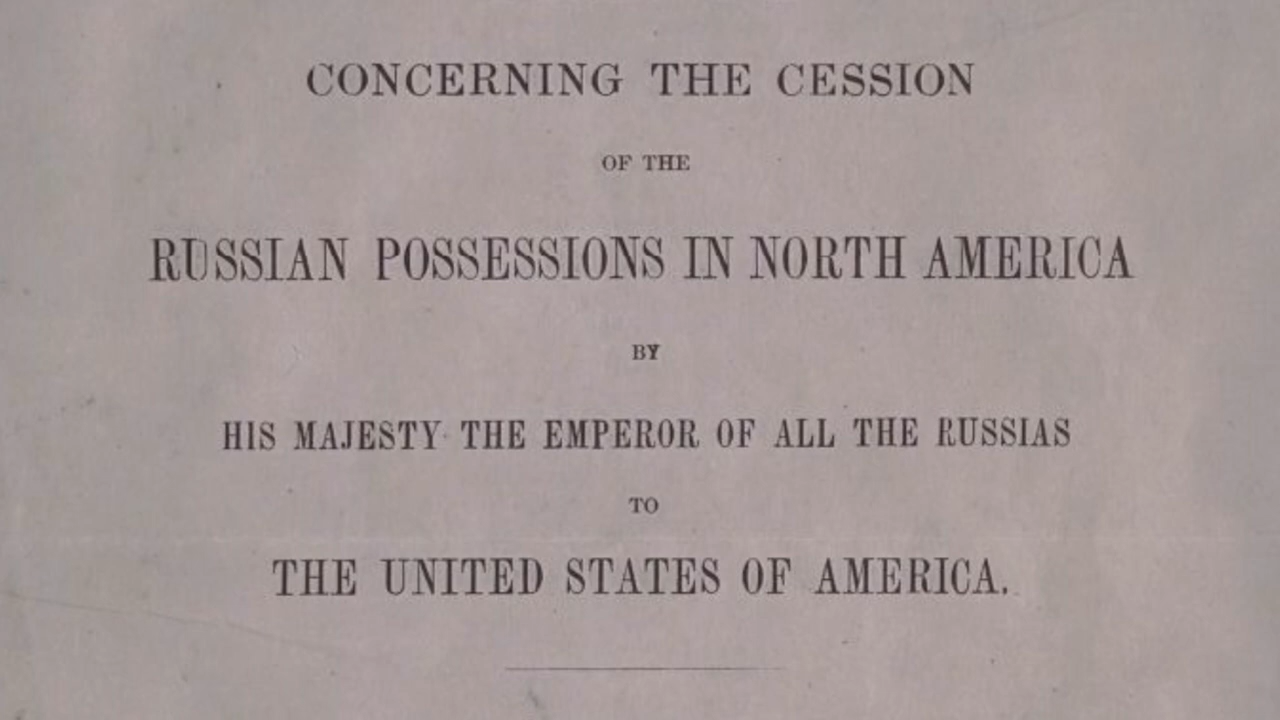 CONCERNING THE CESSION
OF THE
RUSSIAN POSSESSIONS IN NORTH AMERICA
BY
HIS MAJESTY THE EMPEROR OF ALL THE RUSSIAS
TO
THE UNITED STATES OF AMERICA.